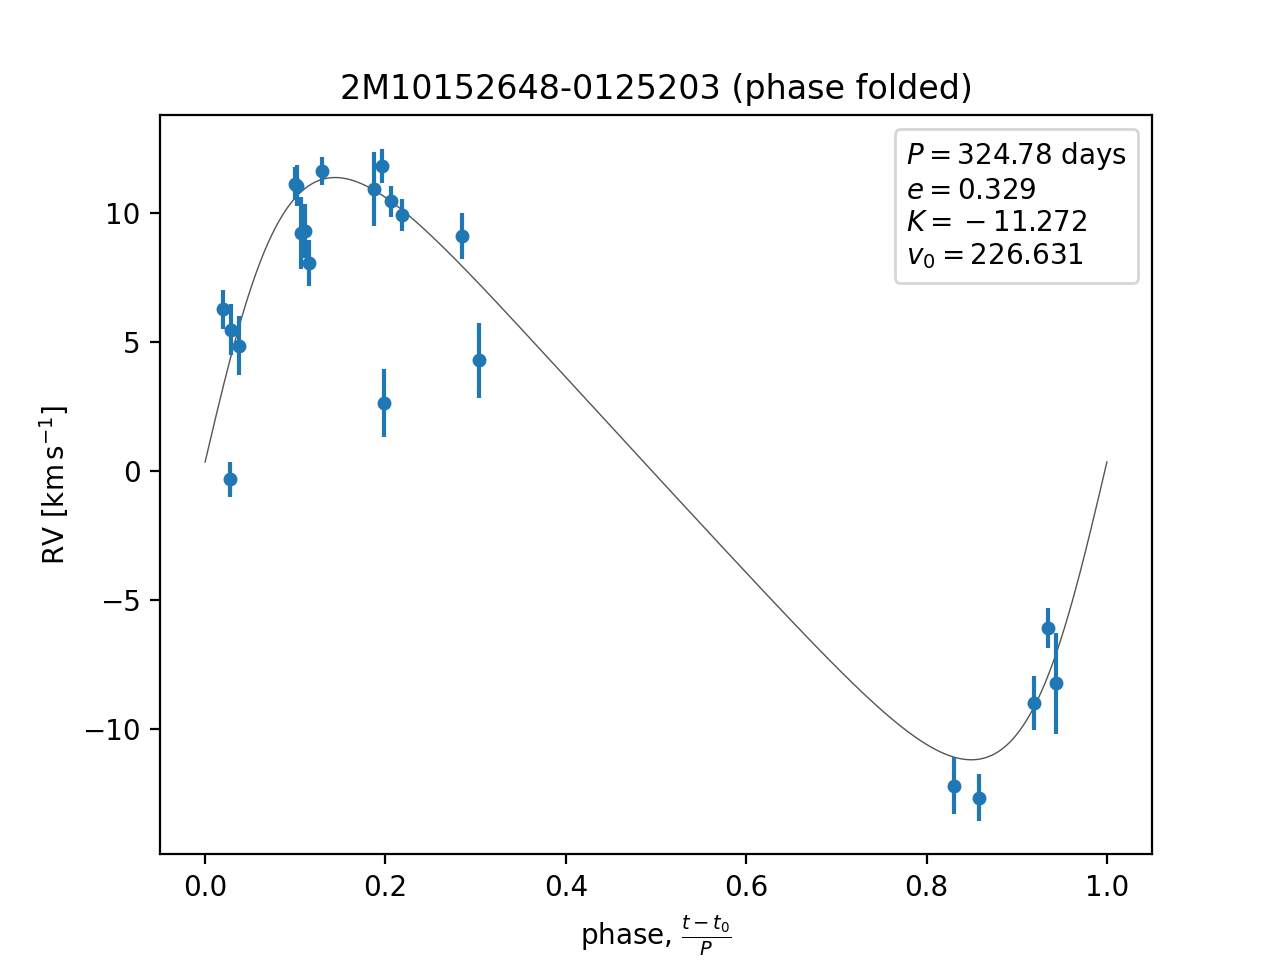 2M10152648-0125203 (phase folded)
P = 324.78 days
e = 0.329
K = −11.272
v₀ = 226.631
RV [km s⁻¹]
10
5
0
−5
−10
0.0 0.2 0.4 0.6 0.8 1.0
phase, (t − t₀)/P